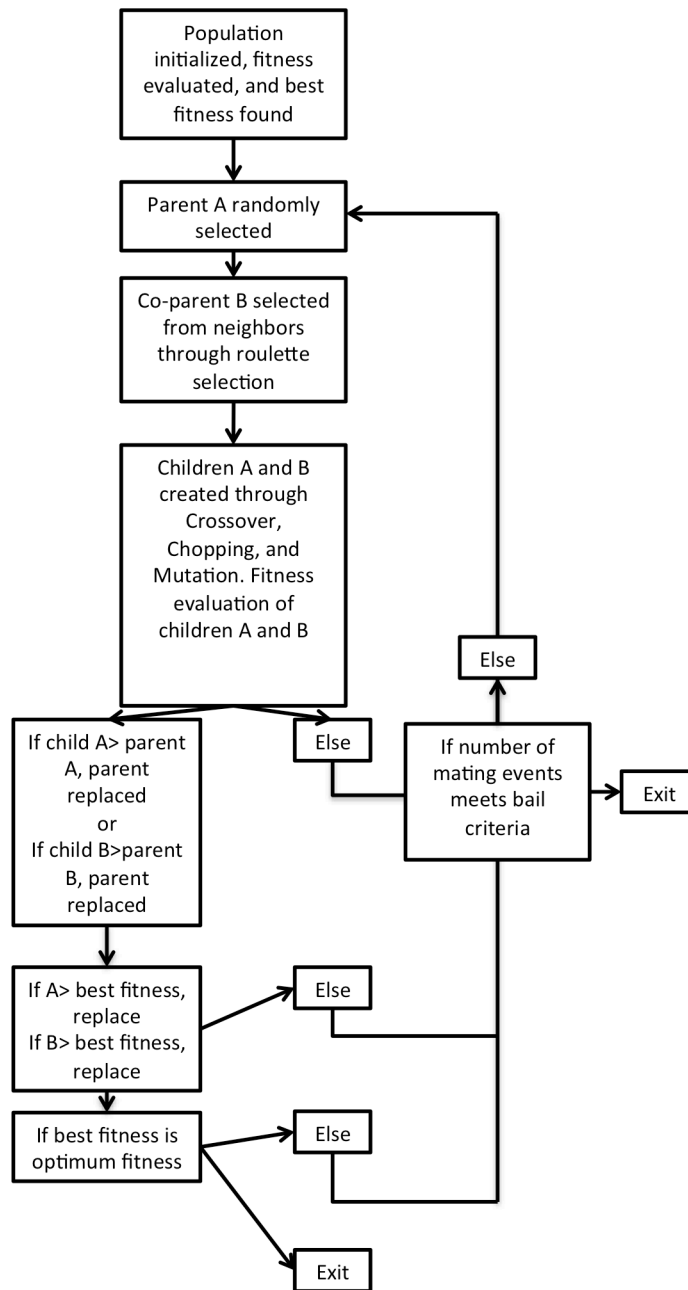 Population
initialized, fitness
evaluated, and best
fitness found
Parent A randomly
selected
Co-parent B selected
from neighbors
through roulette
selection
Children A and B
created through
Crossover,
Chopping, and
Mutation. Fitness
evaluation of
children A and B
Else
If child A> parent
A, parent
replaced
or
If child B>parent
B, parent
replaced
Else
If number of
mating events
meets bail
criteria
Exit
If A> best fitness,
replace
If B> best fitness,
replace
Else
If best fitness is
optimum fitness
Else
Exit